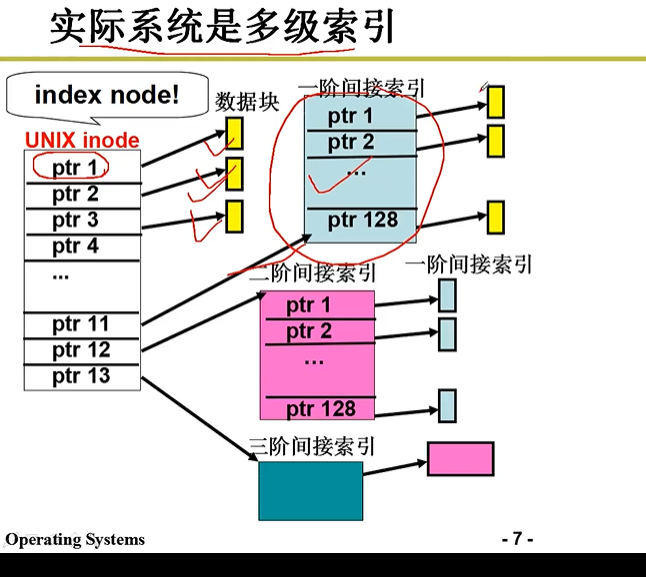 实际系统是多级索引
index node!
数据块
UNIX inode
ptr 1
ptr 2
ptr 3
ptr 4
...
ptr 11
ptr 12
ptr 13
一阶间接索引
ptr 1
ptr 2
...
ptr 128
二阶间接索引
一阶间接索引
ptr 1
ptr 2
...
ptr 128
三阶间接索引
Operating Systems
- 7 -